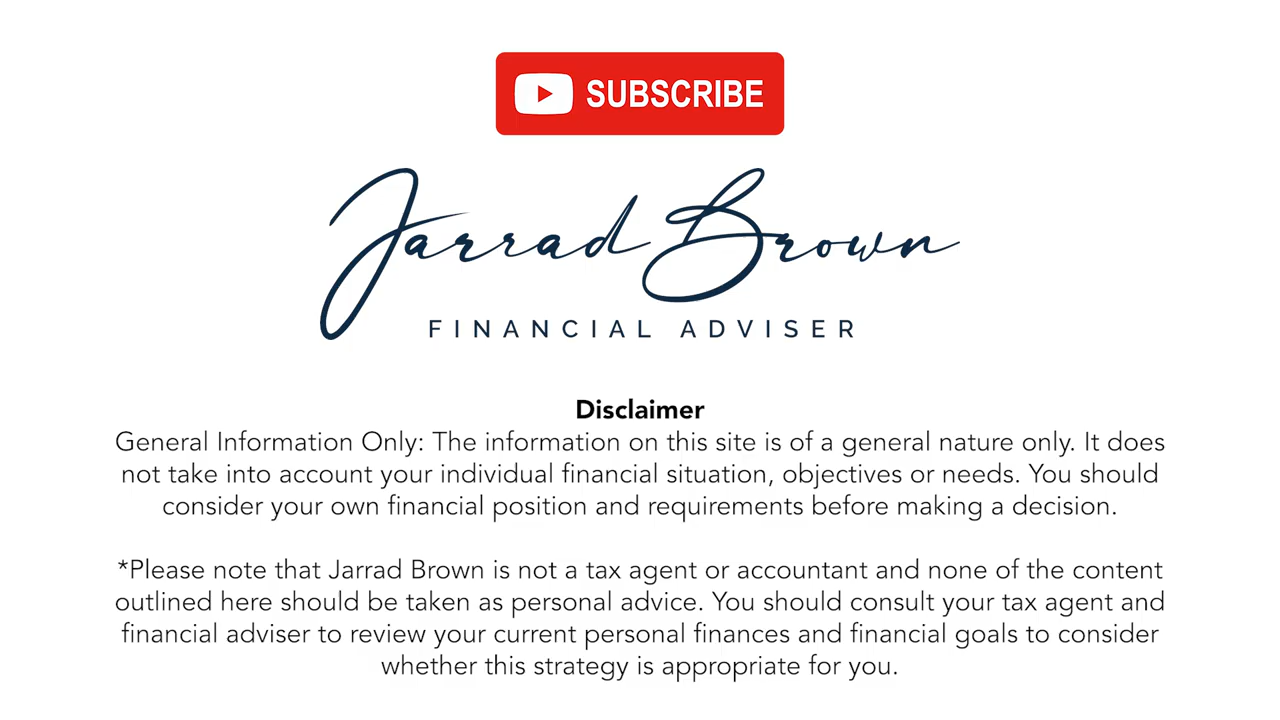 SUBSCRIBE
Jarrad Brown
FINANCIAL ADVISER
Disclaimer
General Information Only: The information on this site is of a general nature only. It does
not take into account your individual financial situation, objectives or needs. You should
consider your own financial position and requirements before making a decision.
*Please note that Jarrad Brown is not a tax agent or accountant and none of the content
outlined here should be taken as personal advice. You should consult your tax agent and
financial adviser to review your current personal finances and financial goals to consider
whether this strategy is appropriate for you.